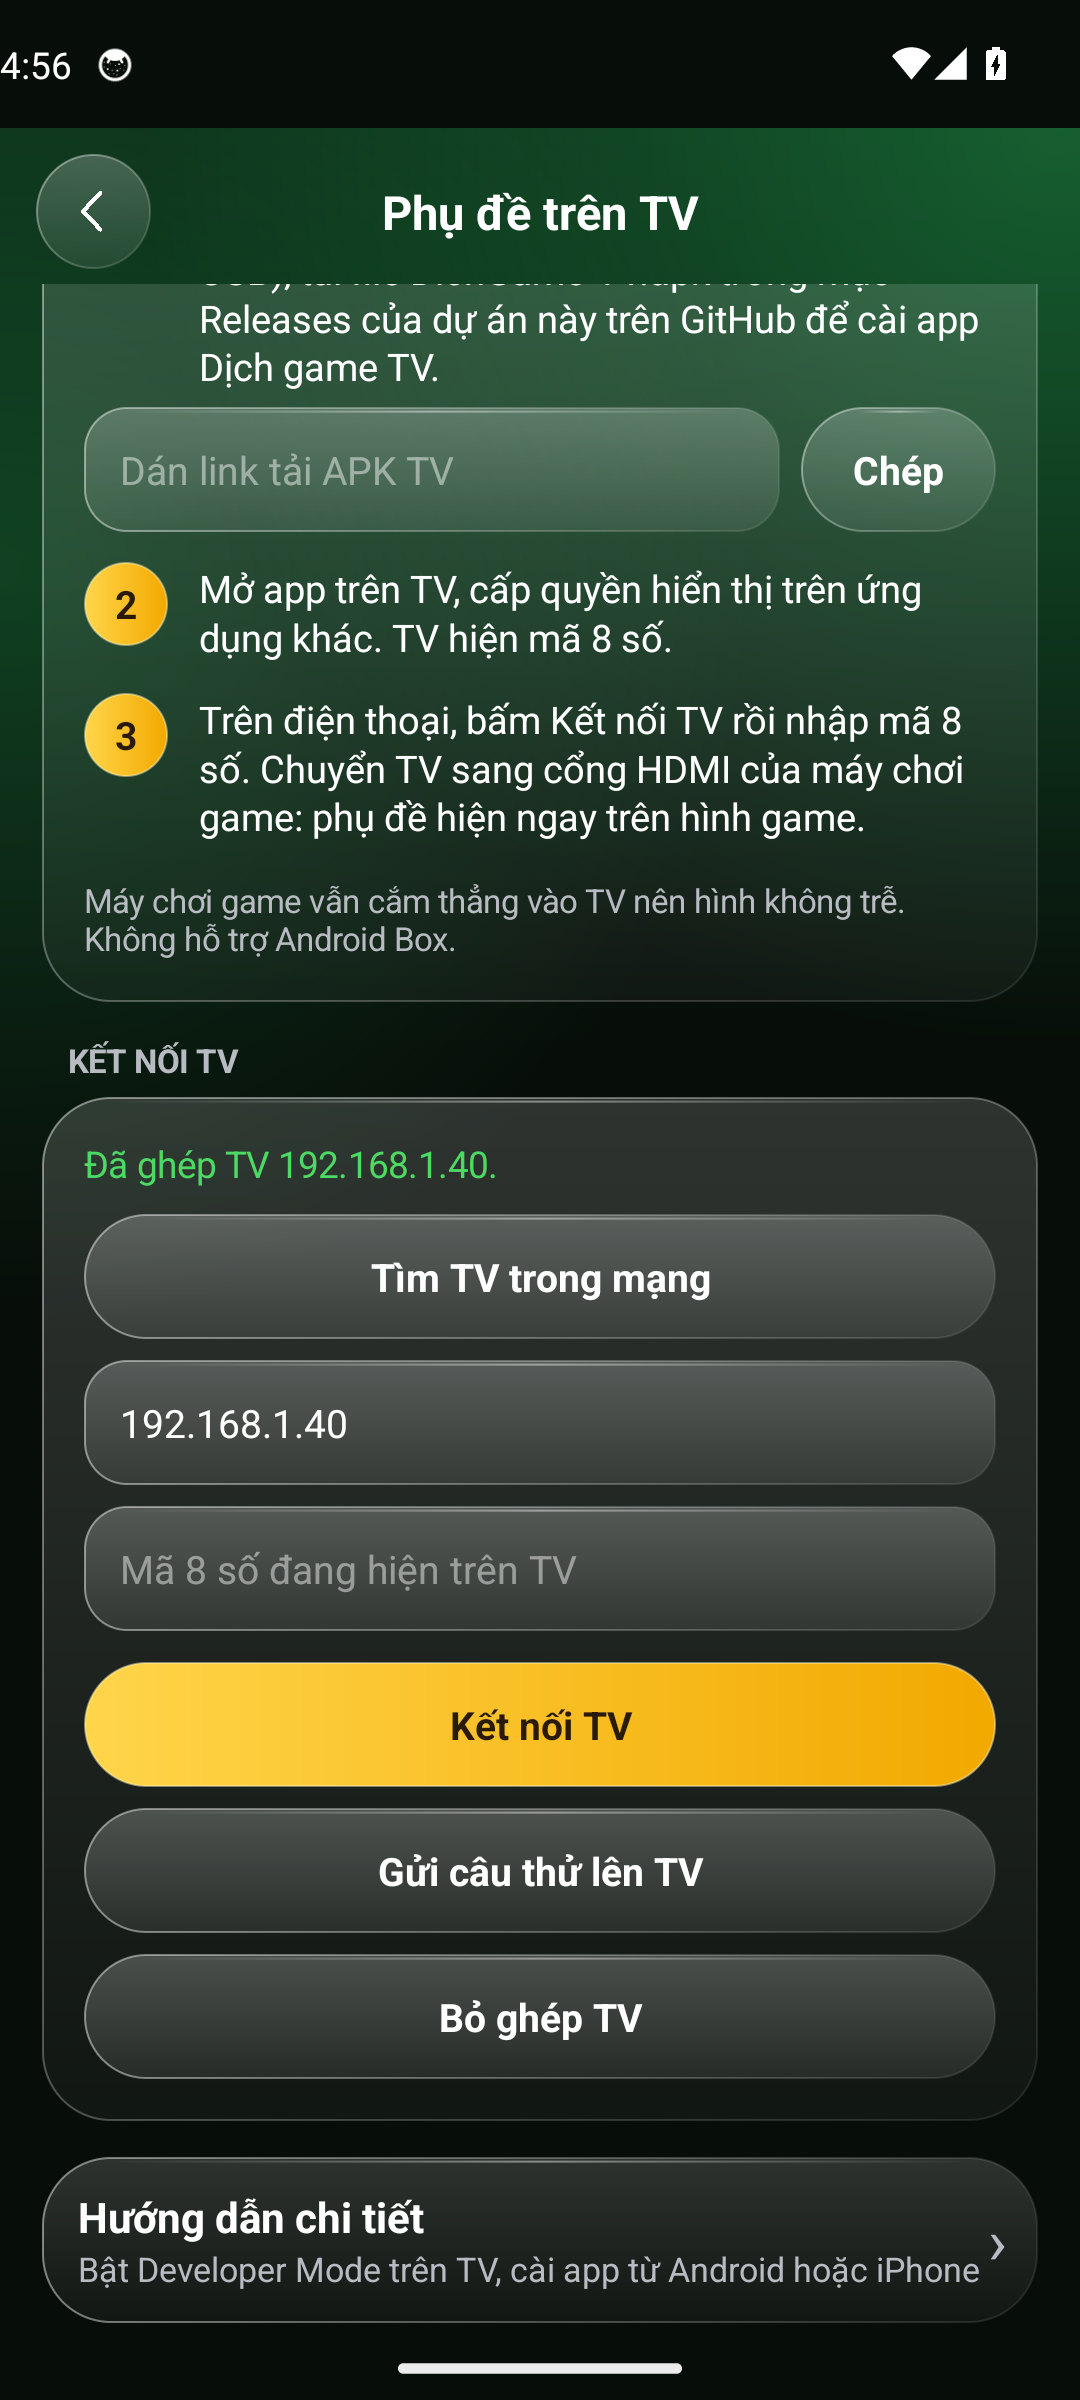 4:56
Phụ đề trên TV
Releases của dự án này trên GitHub để cài app
Dịch game TV.
Dán link tải APK TV
Chép
2
Mở app trên TV, cấp quyền hiển thị trên ứng
dụng khác. TV hiện mã 8 số.
3
Trên điện thoại, bấm Kết nối TV rồi nhập mã 8
số. Chuyển TV sang cổng HDMI của máy chơi
game: phụ đề hiện ngay trên hình game.
Máy chơi game vẫn cắm thẳng vào TV nên hình không trễ.
Không hỗ trợ Android Box.
KẾT NỐI TV
Đã ghép TV 192.168.1.40.
Tìm TV trong mạng
192.168.1.40
Mã 8 số đang hiện trên TV
Kết nối TV
Gửi câu thử lên TV
Bỏ ghép TV
Hướng dẫn chi tiết
Bật Developer Mode trên TV, cài app từ Android hoặc iPhone